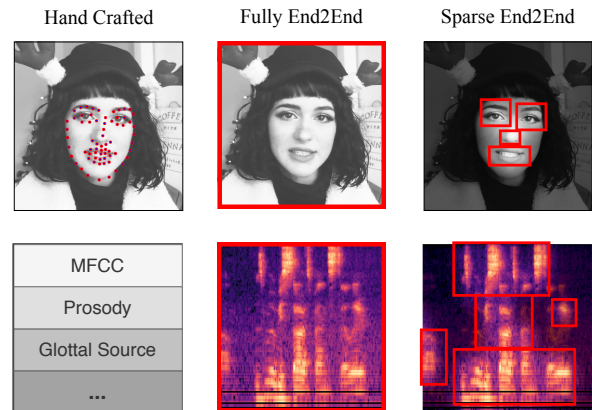 Hand Crafted
Fully End2End
Sparse End2End
MFCC
Prosody
Glottal Source
...